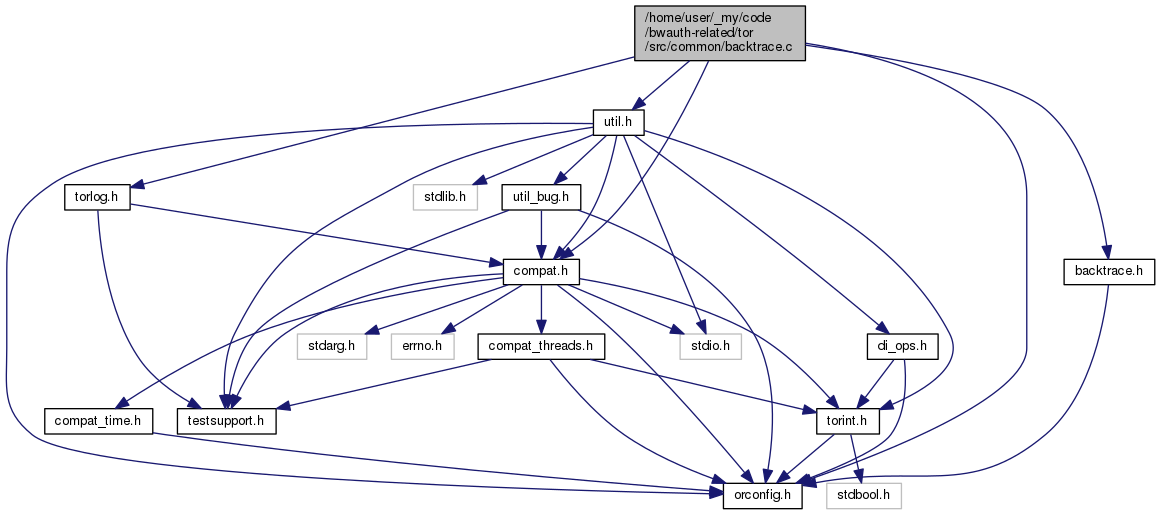 /home/user/_my/code
/bwauth-related/tor
/src/common/backtrace.c
util.h
torlog.h
stdlib.h
util_bug.h
compat.h
backtrace.h
stdarg.h
errno.h
compat_threads.h
stdio.h
di_ops.h
compat_time.h
testsupport.h
torint.h
orconfig.h
stdbool.h